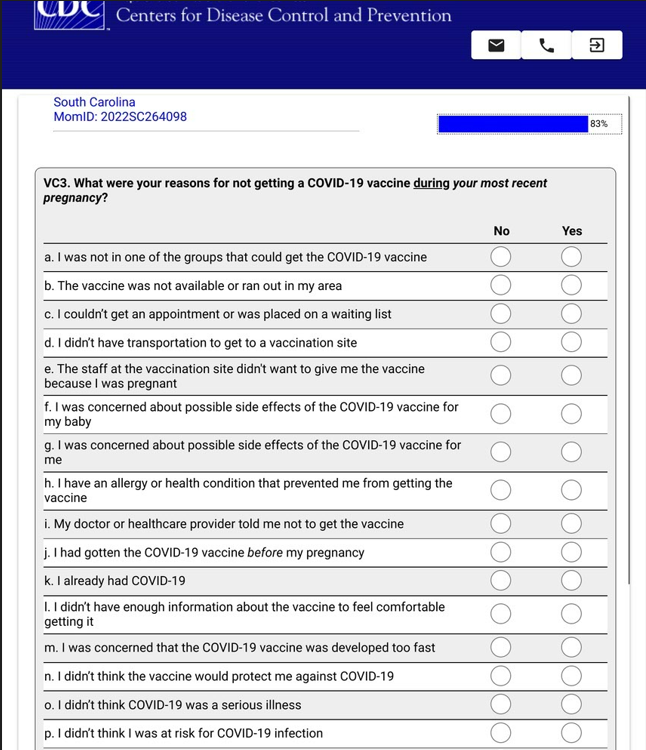 CDC
Centers for Disease Control and Prevention
South Carolina
MomID: 2022SC264098
83%
VC3. What were your reasons for not getting a COVID-19 vaccine during your most recent
pregnancy?
No Yes
a. I was not in one of the groups that could get the COVID-19 vaccine
b. The vaccine was not available or ran out in my area
c. I couldn't get an appointment or was placed on a waiting list
d. I didn't have transportation to get to a vaccination site
e. The staff at the vaccination site didn't want to give me the vaccine
because I was pregnant
f. I was concerned about possible side effects of the COVID-19 vaccine for
my baby
g. I was concerned about possible side effects of the COVID-19 vaccine for
me
h. I have an allergy or health condition that prevented me from getting the
vaccine
i. My doctor or healthcare provider told me not to get the vaccine
j. I had gotten the COVID-19 vaccine before my pregnancy
k. I already had COVID-19
l. I didn't have enough information about the vaccine to feel comfortable
getting it
m. I was concerned that the COVID-19 vaccine was developed too fast
n. I didn't think the vaccine would protect me against COVID-19
o. I didn't think COVID-19 was a serious illness
p. I didn't think I was at risk for COVID-19 infection